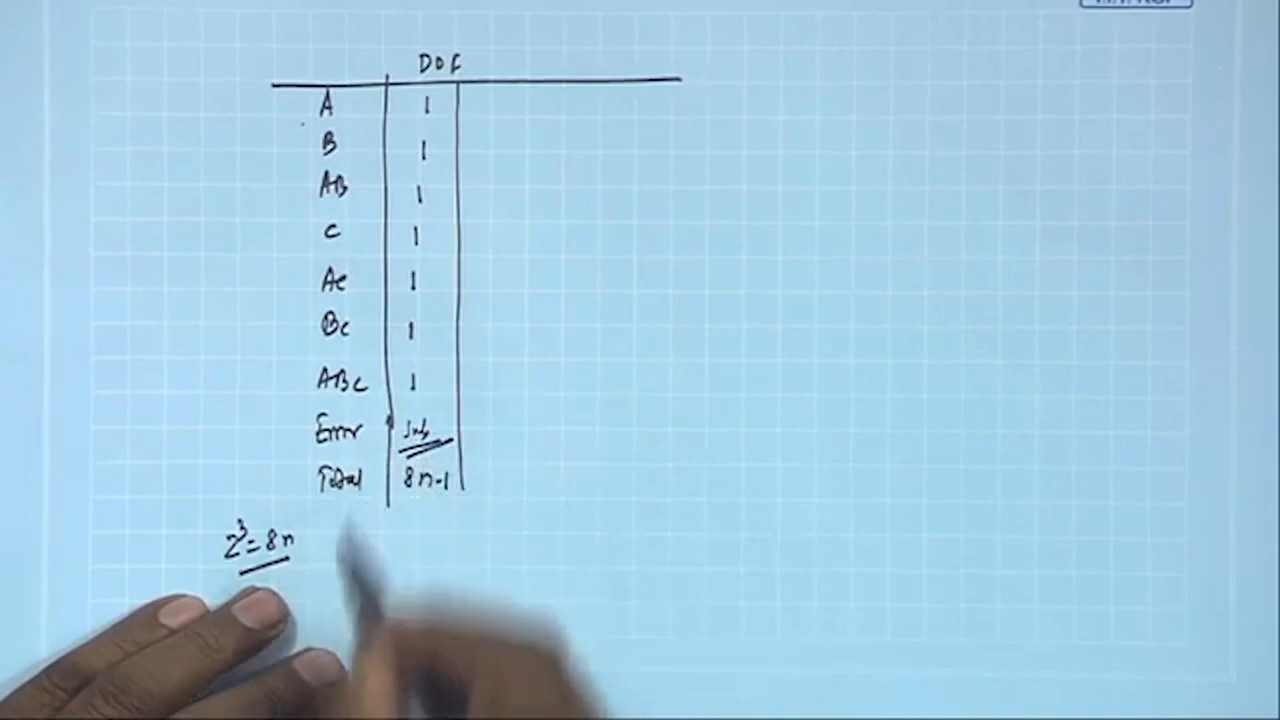 DOF
A 1
B 1
AB 1
C 1
AC 1
BC 1
ABC 1
Error
Total 8n-1
2³=8n